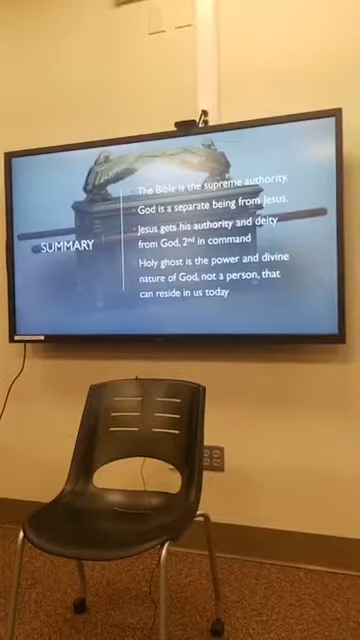 SUMMARY
The Bible is the supreme authority.
God is a separate being from Jesus.
Jesus gets his authority and deity
from God, 2nd in command
Holy ghost is the power and divine
nature of God, not a person, that
can reside in us today